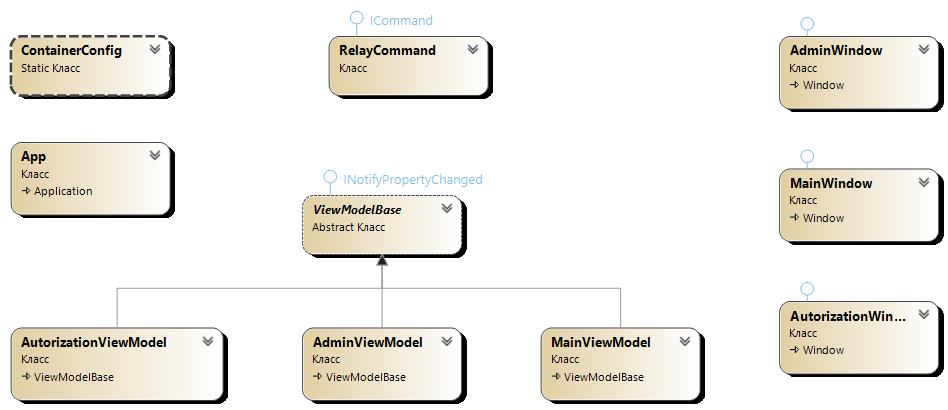 ICommand
ContainerConfig
Static Класс
RelayCommand
Класс
AdminWindow
Класс
Window
App
Класс
Application
INotifyPropertyChanged
ViewModelBase
Abstract Класс
MainWindow
Класс
Window
AutorizationWin...
Класс
Window
AutorizationViewModel
Класс
ViewModelBase
AdminViewModel
Класс
ViewModelBase
MainViewModel
Класс
ViewModelBase